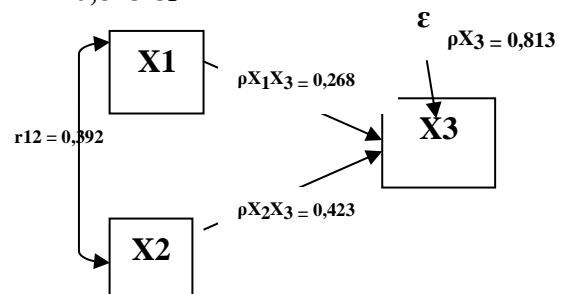 ε
ρX3 = 0,813
X1
ρX1X3 = 0,268
r12 = 0,392
X3
ρX2X3 = 0,423
X2